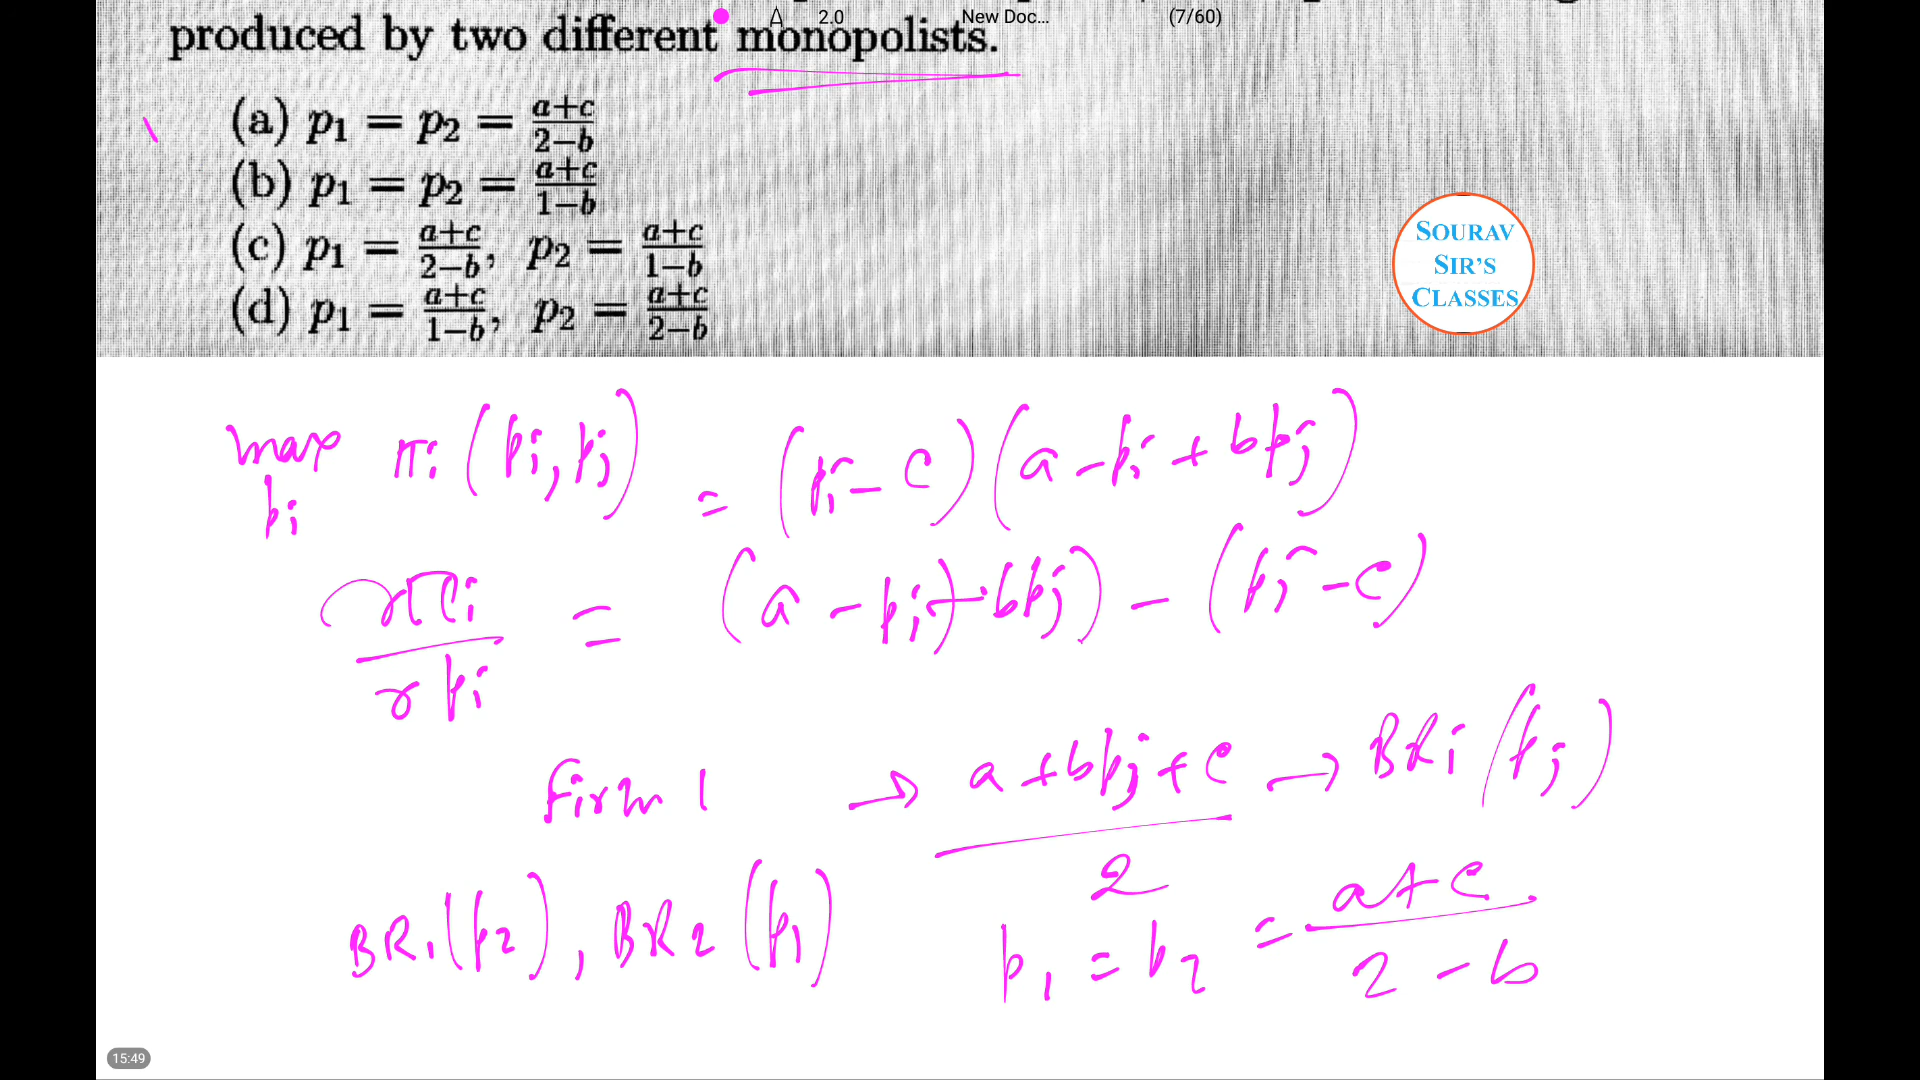 2.0 New Doc... (7/60)
produced by two different monopolists.
(a) p₁ = p₂ = (a+c)/(2−b)
(b) p₁ = p₂ = (a+c)/(1−b)
(c) p₁ = (a+c)/(2−b), p₂ = (a+c)/(1−b)
(d) p₁ = (a+c)/(1−b), p₂ = (a+c)/(2−b)
SOURAV
SIR'S
CLASSES
max πi (pi, pj) = (pi − c)(a − pi + bpj)
pi
∂πi/∂pi = (a − pi + bpj) − (pi − c)
Firm 1 → (a + bpj + c)/2 → BRi (pj)
BR₁(p₂), BR₂(p₁) p₁ = p₂ = (a+c)/(2−b)
15:49